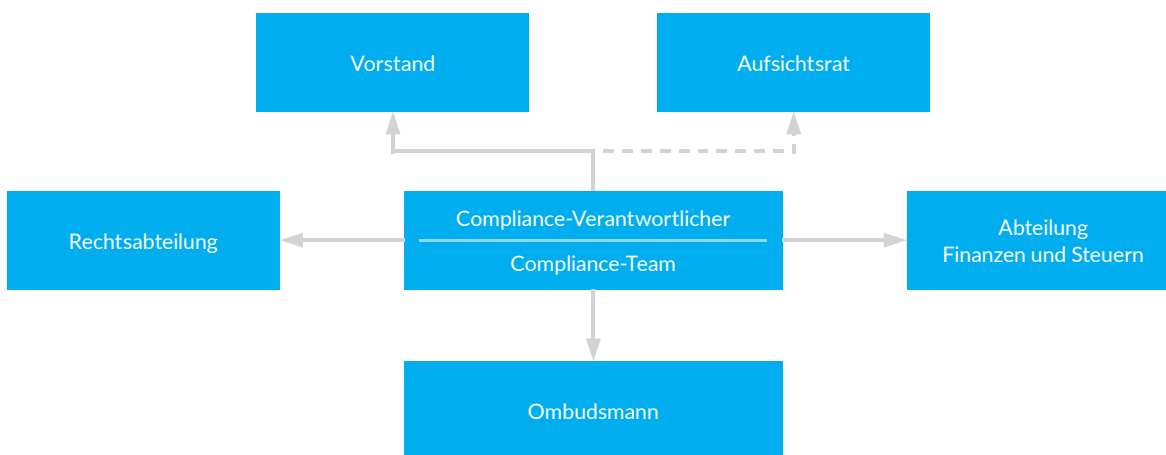 Vorstand
Aufsichtsrat
Rechtsabteilung
Compliance-Verantwortlicher
Compliance-Team
Abteilung
Finanzen und Steuern
Ombudsmann